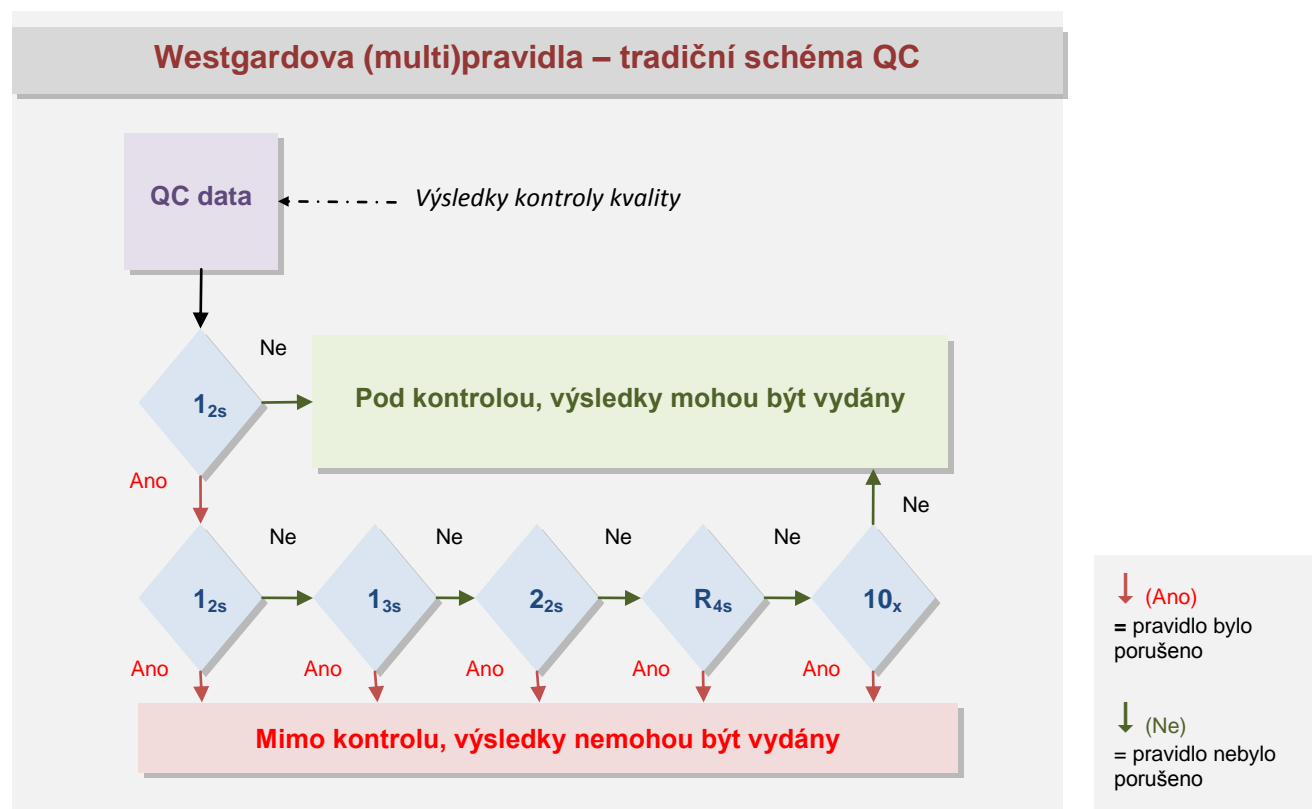 Westgardova (multi)pravidla – tradiční schéma QC
QC data
Výsledky kontroly kvality
Ne
1₂ₛ
Pod kontrolou, výsledky mohou být vydány
Ano
Ne
Ne Ne Ne Ne
1₂ₛ 1₃ₛ 2₂ₛ R₄ₛ 10ₓ
Ano Ano Ano Ano Ano
Mimo kontrolu, výsledky nemohou být vydány
(Ano)
= pravidlo bylo
porušeno
(Ne)
= pravidlo nebylo
porušeno